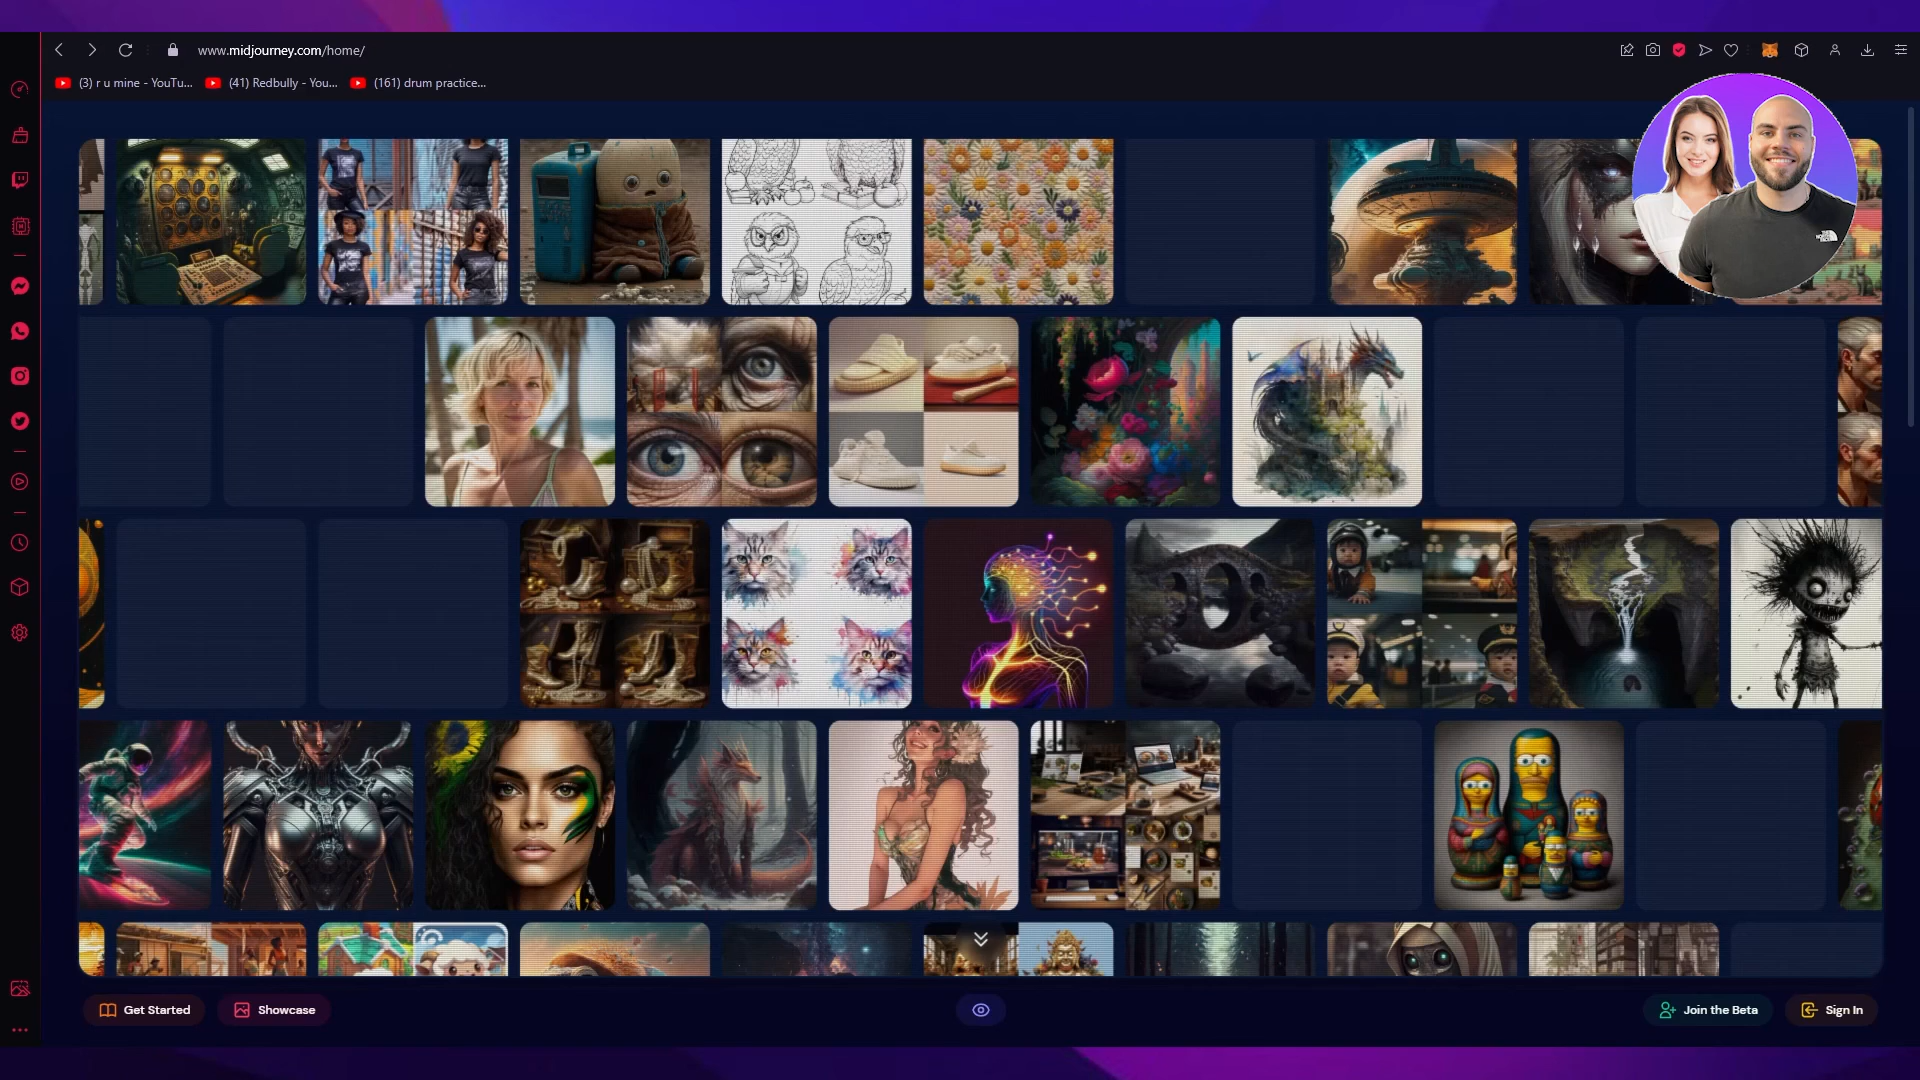 www.midjourney.com/home/
(3) r u mine - YouTu...
(41) Redbully - You...
(161) drum practice...
Get Started
Showcase
Join the Beta
Sign In